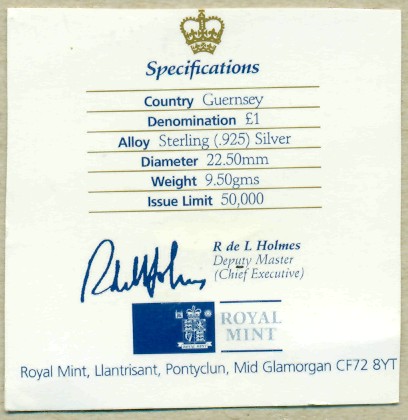 Specifications
Country Guernsey
Denomination £1
Alloy Sterling (.925) Silver
Diameter 22.50mm
Weight 9.50gms
Issue Limit 50,000
R de L Holmes
Deputy Master
(Chief Executive)
ROYAL
MINT
Royal Mint, Llantrisant, Pontyclun, Mid Glamorgan CF72 8YT